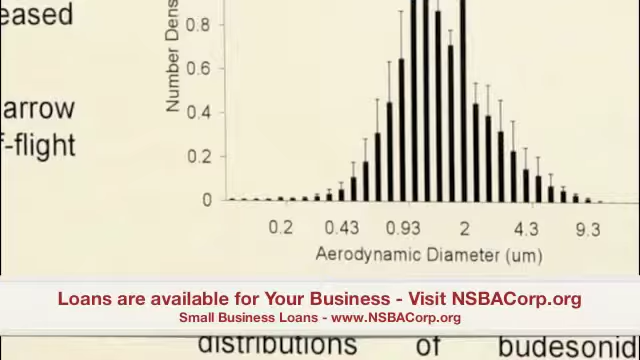 eased
arrow
f-flight
Number Dens
0.8
0.6
0.4
0.2
0
0.2 0.43 0.93 2 4.3 9.3
Aerodynamic Diameter (um)
Loans are available for Your Business - Visit NSBACorp.org
Small Business Loans - www.NSBACorp.org
distributions of budesonid